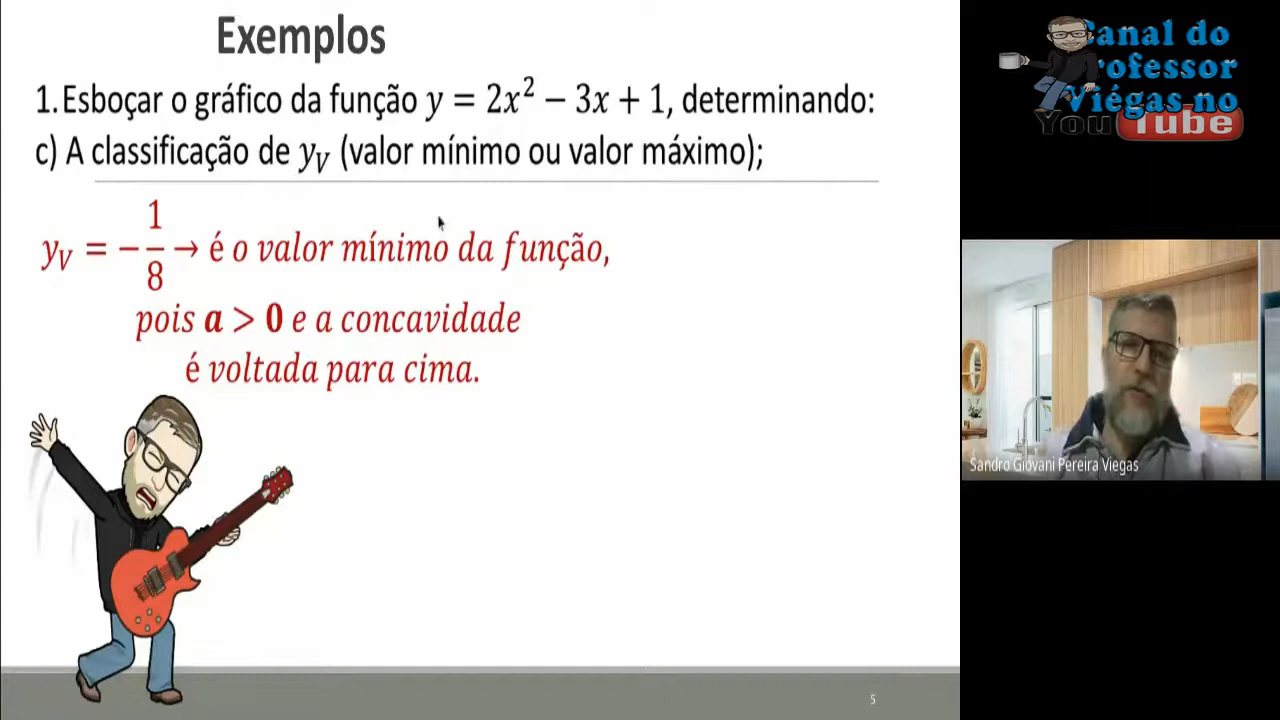 Exemplos
1. Esboçar o gráfico da função y = 2x² − 3x + 1, determinando:
c) A classificação de y_V (valor mínimo ou valor máximo);
y_V = −1/8 → é o valor mínimo da função,
pois a > 0 e a concavidade
é voltada para cima.
5
Canal do
Professor
Viégas no
YouTube
Sandro Giovani Pereira Viegas